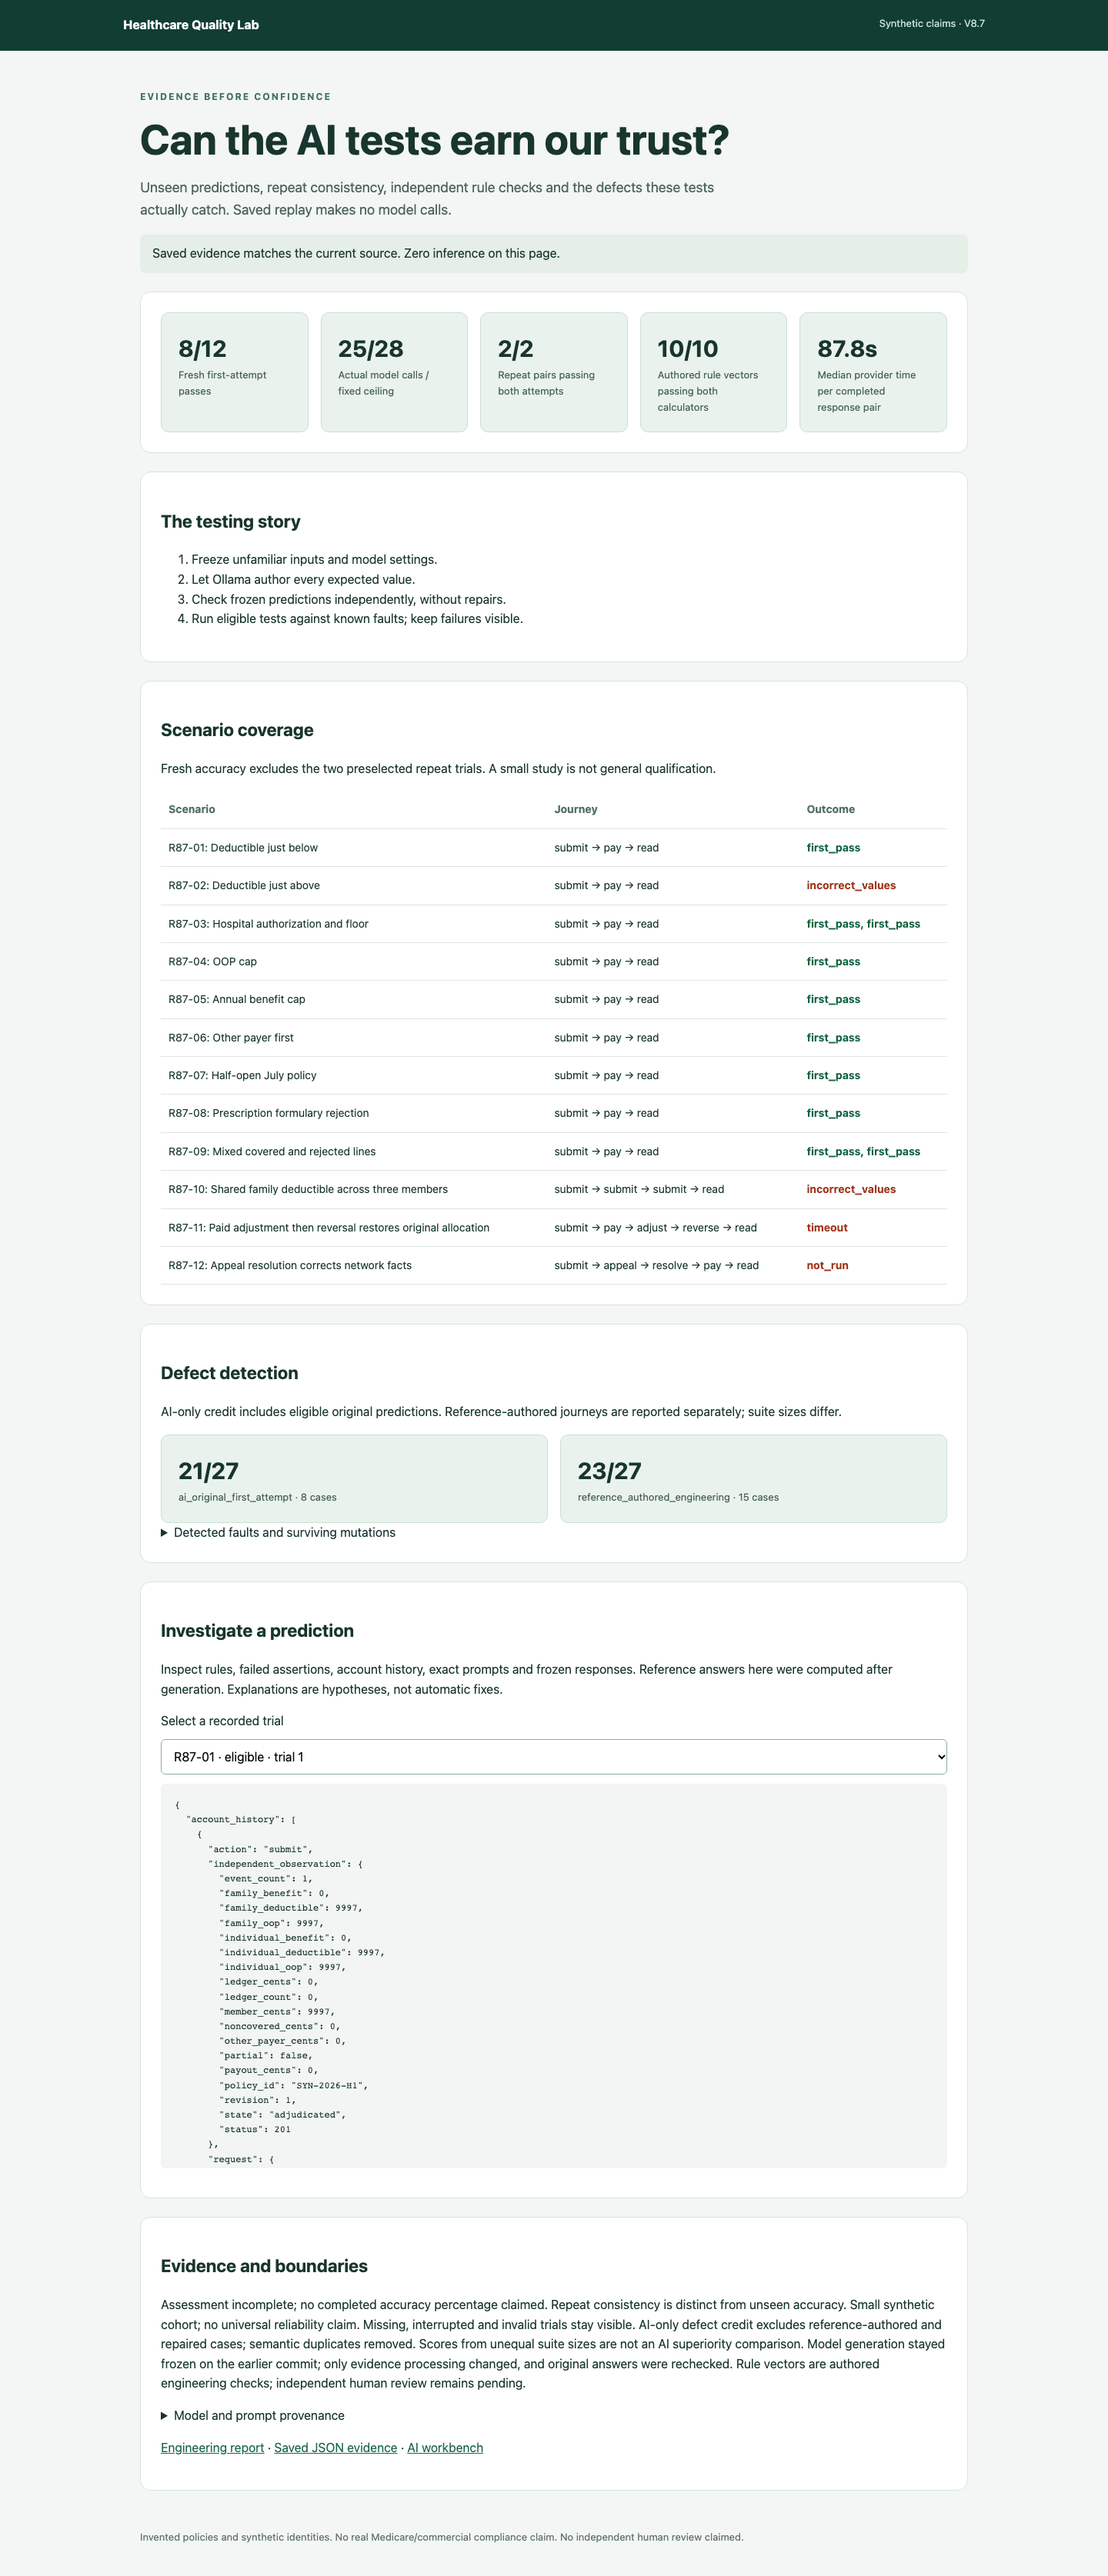 Healthcare Quality Lab
Synthetic claims · V8.7
EVIDENCE BEFORE CONFIDENCE
Can the AI tests earn our trust?
Unseen predictions, repeat consistency, independent rule checks and the defects these tests
actually catch. Saved replay makes no model calls.
Saved evidence matches the current source. Zero inference on this page.
8/12
Fresh first-attempt
passes
25/28
Actual model calls /
fixed ceiling
2/2
Repeat pairs passing
both attempts
10/10
Authored rule vectors
passing both
calculators
87.8s
Median provider time
per completed
response pair
The testing story
1. Freeze unfamiliar inputs and model settings.
2. Let Ollama author every expected value.
3. Check frozen predictions independently, without repairs.
4. Run eligible tests against known faults; keep failures visible.
Scenario coverage
Fresh accuracy excludes the two preselected repeat trials. A small study is not general qualification.
Scenario Journey Outcome
R87-01: Deductible just below submit → pay → read first_pass
R87-02: Deductible just above submit → pay → read incorrect_values
R87-03: Hospital authorization and floor submit → pay → read first_pass, first_pass
R87-04: OOP cap submit → pay → read first_pass
R87-05: Annual benefit cap submit → pay → read first_pass
R87-06: Other payer first submit → pay → read first_pass
R87-07: Half-open July policy submit → pay → read first_pass
R87-08: Prescription formulary rejection submit → pay → read first_pass
R87-09: Mixed covered and rejected lines submit → pay → read first_pass, first_pass
R87-10: Shared family deductible across three members submit → submit → submit → read incorrect_values
R87-11: Paid adjustment then reversal restores original allocation submit → pay → adjust → reverse → read timeout
R87-12: Appeal resolution corrects network facts submit → appeal → resolve → pay → read not_run
Defect detection
AI-only credit includes eligible original predictions. Reference-authored journeys are reported separately; suite sizes differ.
21/27
ai_original_first_attempt · 8 cases
23/27
reference_authored_engineering · 15 cases
▶ Detected faults and surviving mutations
Investigate a prediction
Inspect rules, failed assertions, account history, exact prompts and frozen responses. Reference answers here were computed after
generation. Explanations are hypotheses, not automatic fixes.
Select a recorded trial
R87-01 · eligible · trial 1
{
"account_history": [
{
"action": "submit",
"independent_observation": {
"event_count": 1,
"family_benefit": 0,
"family_deductible": 9997,
"family_oop": 9997,
"individual_benefit": 0,
"individual_deductible": 9997,
"individual_oop": 9997,
"ledger_cents": 0,
"ledger_count": 0,
"member_cents": 9997,
"noncovered_cents": 0,
"other_payer_cents": 0,
"partial": false,
"payout_cents": 0,
"policy_id": "SYN-2026-H1",
"revision": 1,
"state": "adjudicated",
"status": 201
},
"request": {
Evidence and boundaries
Assessment incomplete; no completed accuracy percentage claimed. Repeat consistency is distinct from unseen accuracy. Small synthetic
cohort; no universal reliability claim. Missing, interrupted and invalid trials stay visible. AI-only defect credit excludes reference-authored and
repaired cases; semantic duplicates removed. Scores from unequal suite sizes are not an AI superiority comparison. Model generation stayed
frozen on the earlier commit; only evidence processing changed, and original answers were rechecked. Rule vectors are authored
engineering checks; independent human review remains pending.
▶ Model and prompt provenance
Engineering report · Saved JSON evidence · AI workbench
Invented policies and synthetic identities. No real Medicare/commercial compliance claim. No independent human review claimed.